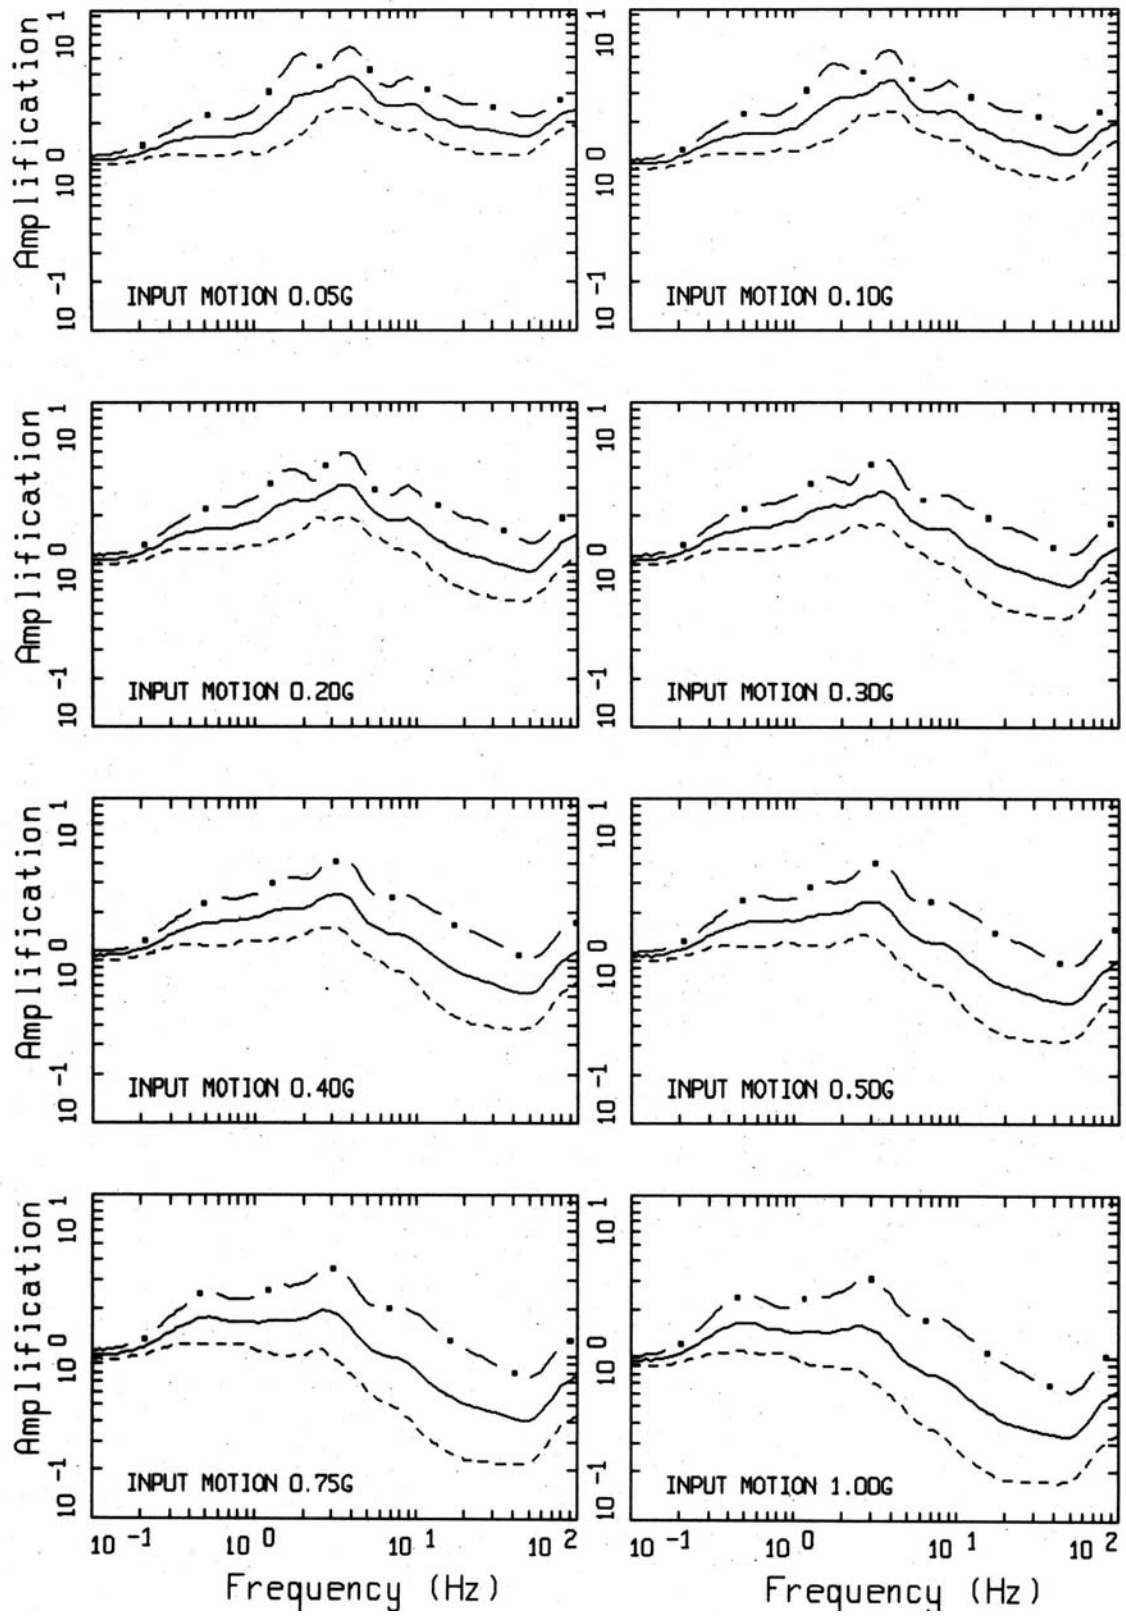 Amplification
10 1
10 0
10 -1
INPUT MOTION 0.05G
10 1
10 0
10 -1
INPUT MOTION 0.10G
Amplification
10 1
10 0
10 -1
INPUT MOTION 0.20G
10 1
10 0
10 -1
INPUT MOTION 0.30G
Amplification
10 1
10 0
10 -1
INPUT MOTION 0.40G
10 1
10 0
10 -1
INPUT MOTION 0.50G
Amplification
10 1
10 0
10 -1
INPUT MOTION 0.75G
10 1
10 0
10 -1
INPUT MOTION 1.00G
10 -1
10 0
10 1
10 2
Frequency (Hz)
10 -1
10 0
10 1
10 2
Frequency (Hz)